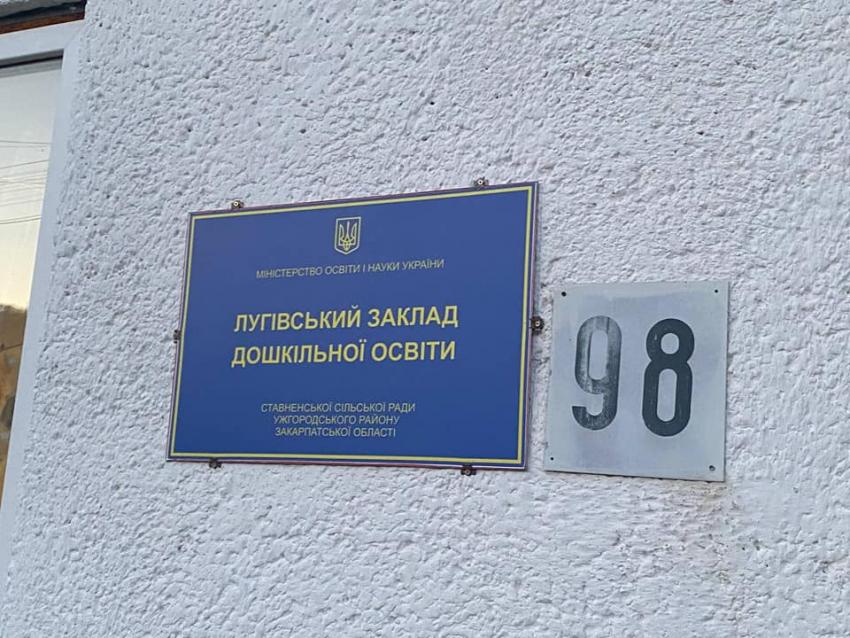 МІНІСТЕРСТВО ОСВІТИ І НАУКИ УКРАЇНИ
ЛУГІВСЬКИЙ ЗАКЛАД
ДОШКІЛЬНОЇ ОСВІТИ
СТАВНЕНСЬКОЇ СІЛЬСЬКОЇ РАДИ
УЖГОРОДСЬКОГО РАЙОНУ
ЗАКАРПАТСЬКОЇ ОБЛАСТІ
98